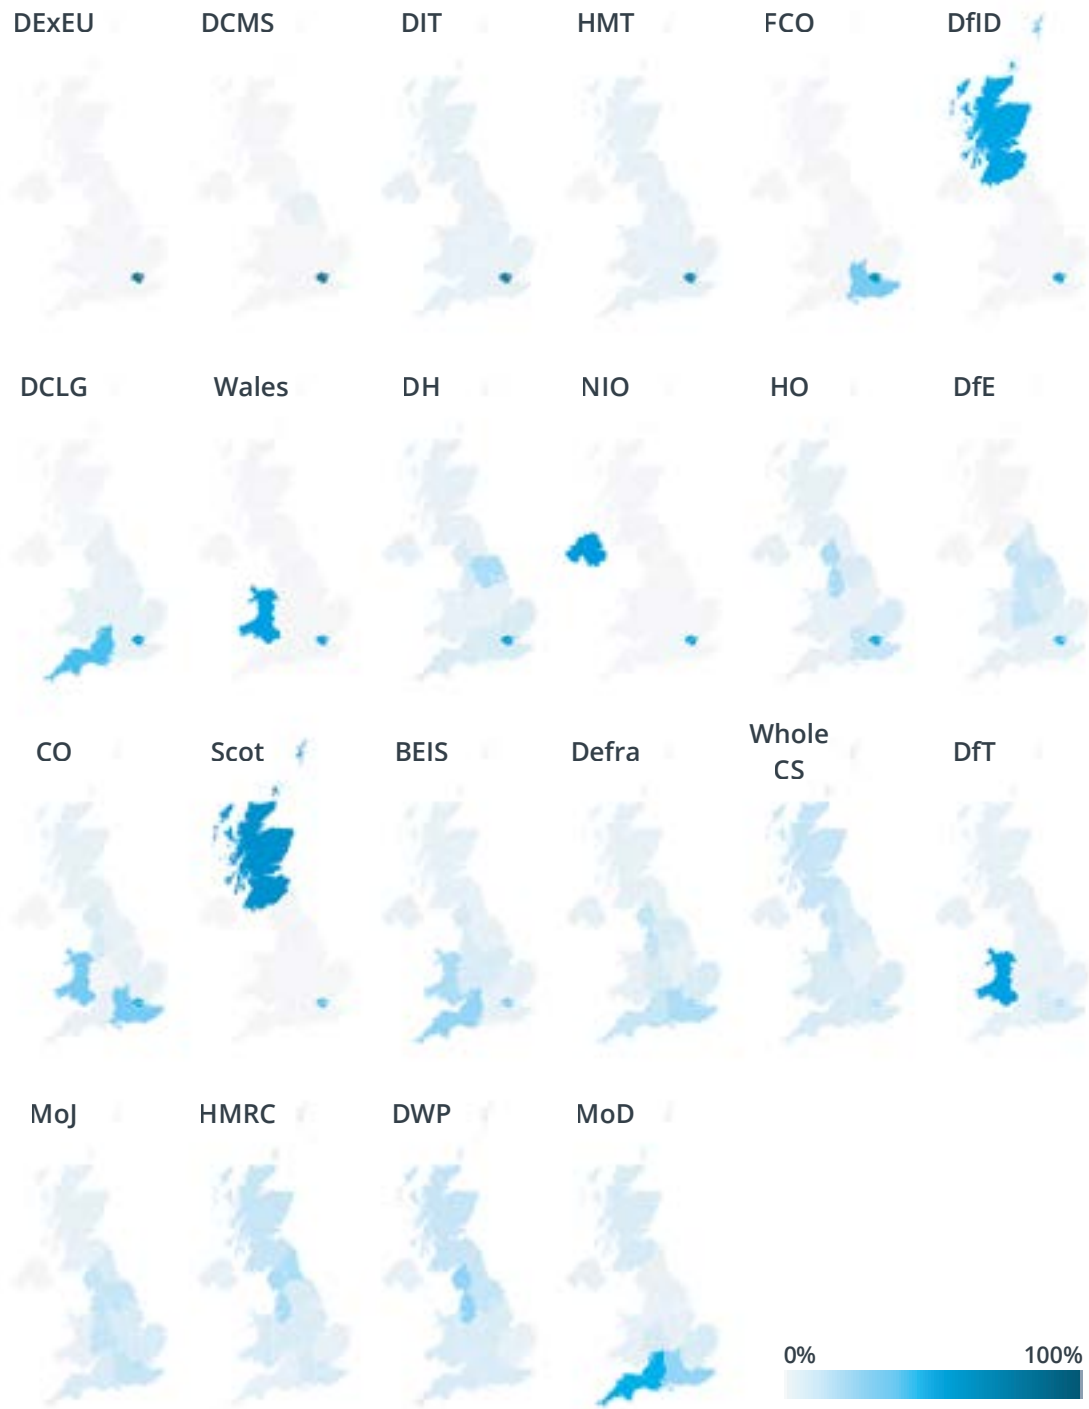 DExEU
DCMS
DIT
HMT
FCO
DfID
DCLG
Wales
DH
NIO
HO
DfE
CO
Scot
BEIS
Defra
Whole
CS
DfT
MoJ
HMRC
DWP
MoD
0%
100%